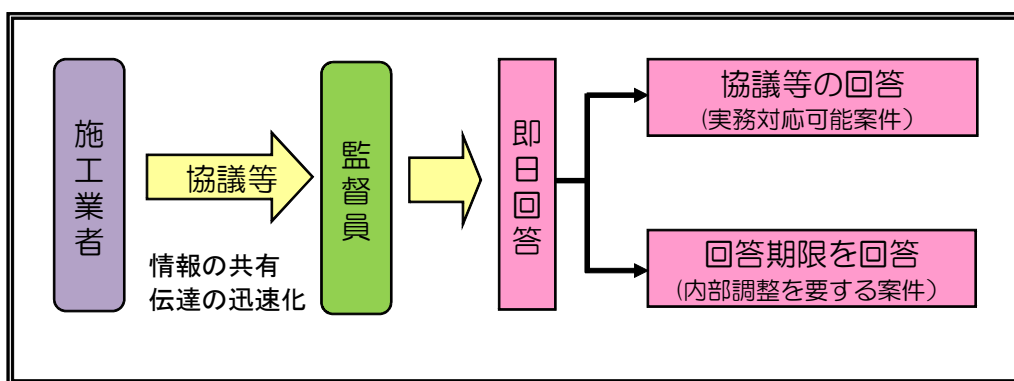 施工業者
協議等
情報の共有
伝達の迅速化
監督員
即日回答
協議等の回答
(実務対応可能案件)
回答期限を回答
(内部調整を要する案件)